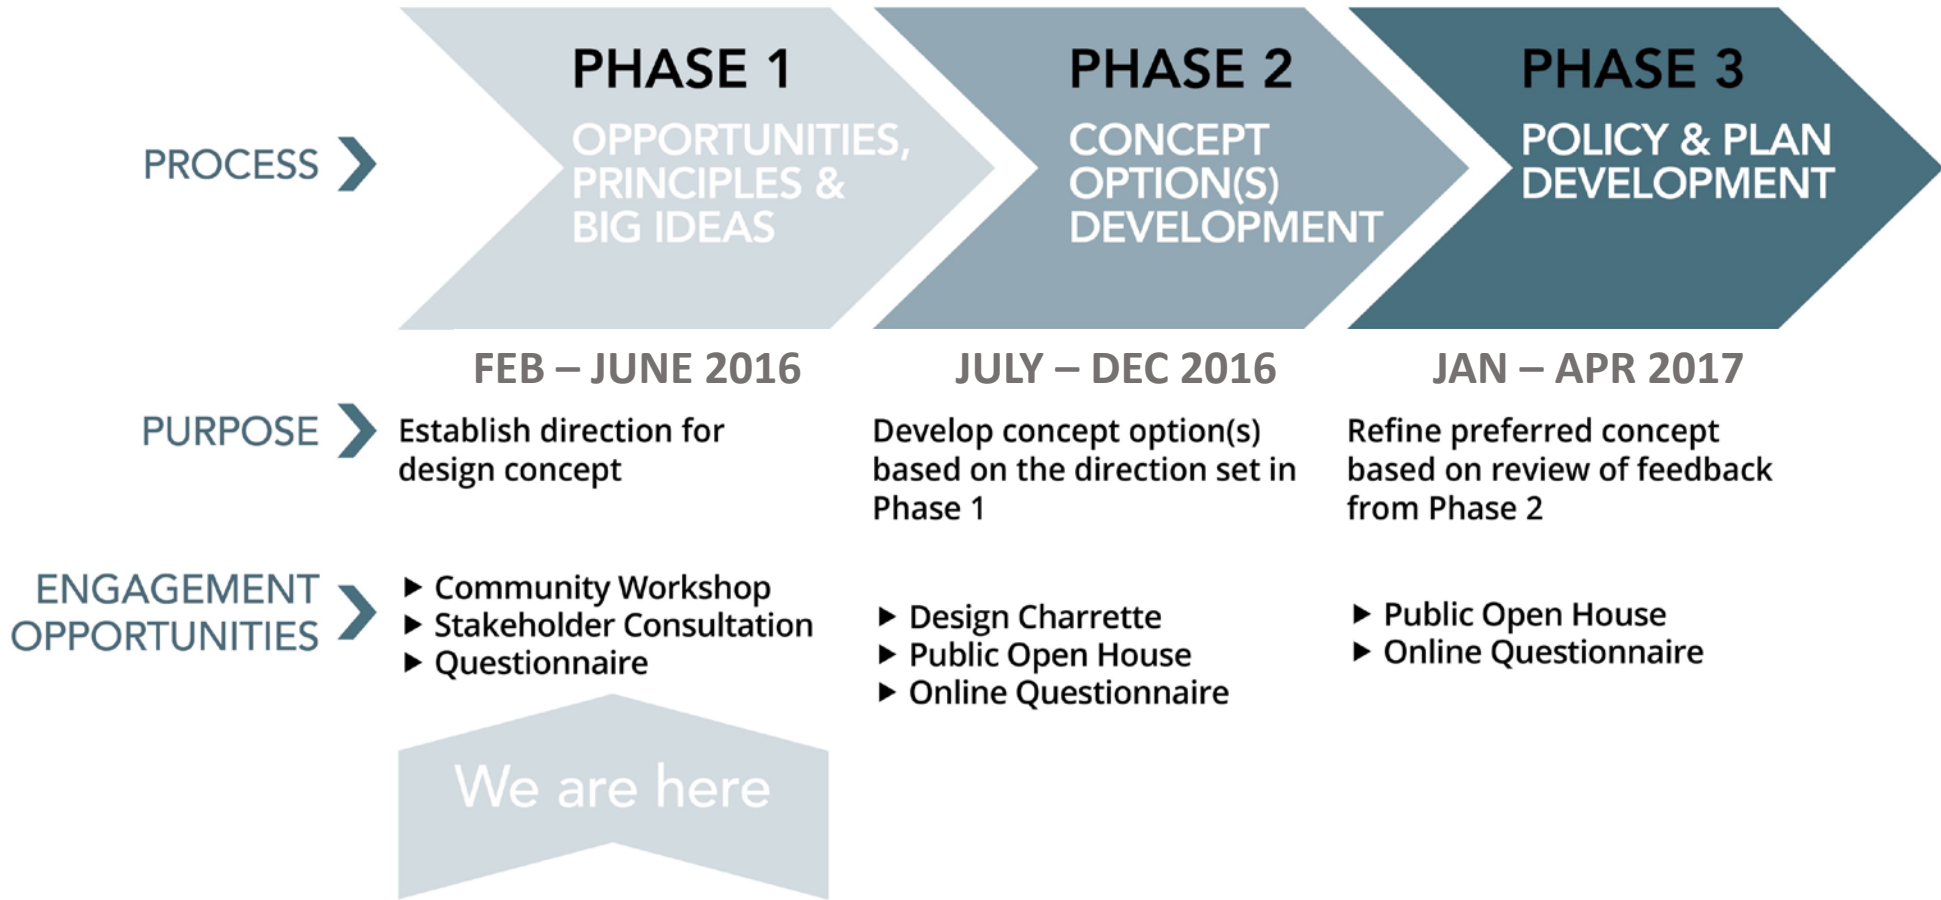 PROCESS
PHASE 1
OPPORTUNITIES,
PRINCIPLES &
BIG IDEAS
PHASE 2
CONCEPT
OPTION(S)
DEVELOPMENT
PHASE 3
POLICY & PLAN
DEVELOPMENT
FEB – JUNE 2016
JULY – DEC 2016
JAN – APR 2017
PURPOSE
Establish direction for
design concept
Develop concept option(s)
based on the direction set in
Phase 1
Refine preferred concept
based on review of feedback
from Phase 2
ENGAGEMENT
OPPORTUNITIES
Community Workshop
Stakeholder Consultation
Questionnaire
Design Charrette
Public Open House
Online Questionnaire
Public Open House
Online Questionnaire
We are here